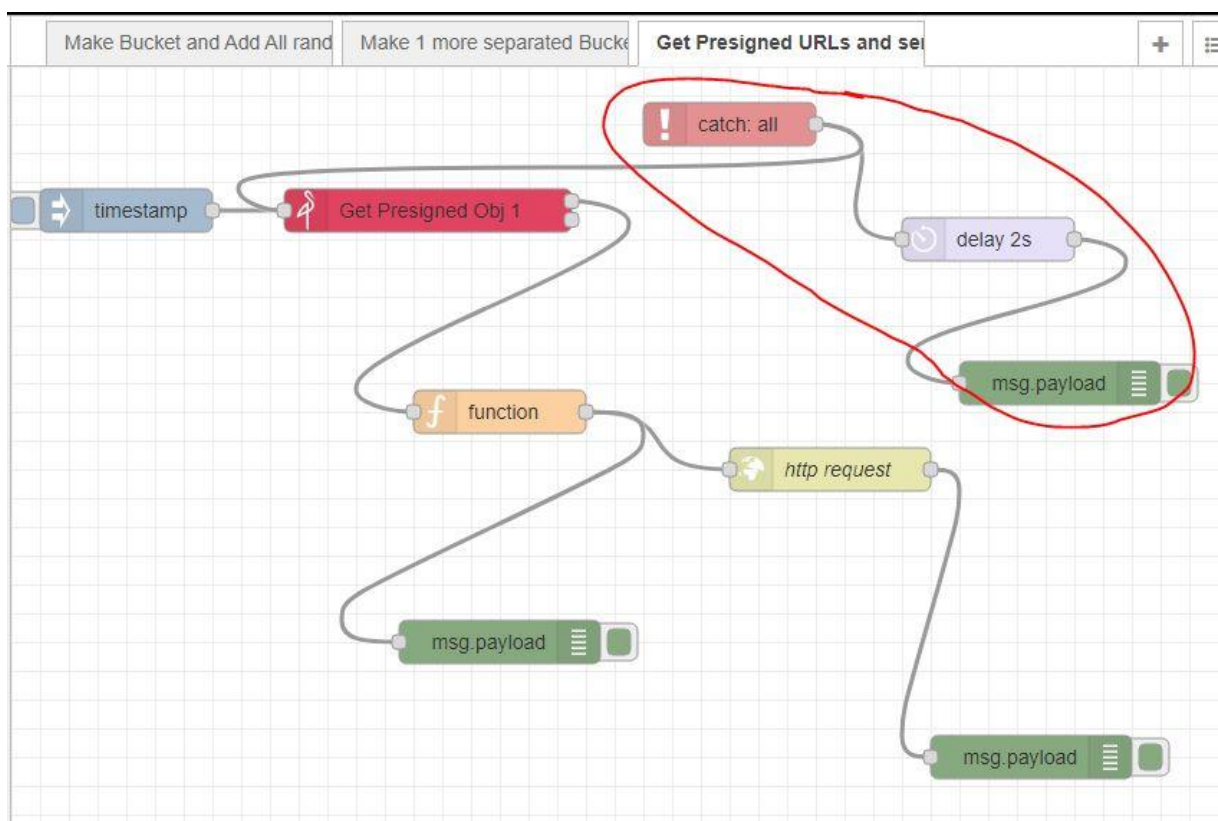 Make Bucket and Add All rand
Make 1 more separated Bucke
Get Presigned URLs and se
catch: all
timestamp
Get Presigned Obj 1
delay 2s
msg.payload
function
http request
msg.payload
msg.payload